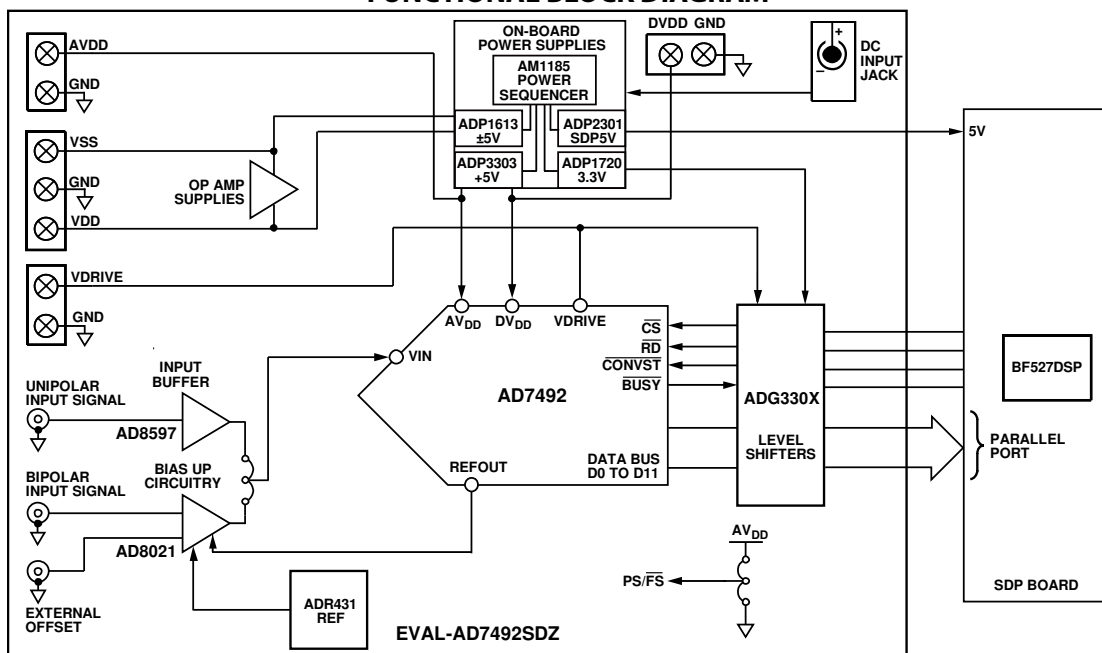 FUNCTIONAL BLOCK DIAGRAM
AVDD
GND
VSS
GND
VDD
VDRIVE
GND
OP AMP
SUPPLIES
ON-BOARD
POWER SUPPLIES
AM1185
POWER
SEQUENCER
ADP1613
±5V
ADP2301
SDP5V
ADP3303
+5V
ADP1720
3.3V
DVDD GND
+
−
DC
INPUT
JACK
5V
AVDD
DVDD
VDRIVE
VIN
CS
RD
CONVST
BUSY
AD7492
REFOUT
DATA BUS
D0 TO D11
ADG330X
LEVEL
SHIFTERS
BF527DSP
PARALLEL
PORT
SDP BOARD
UNIPOLAR
INPUT SIGNAL
INPUT
BUFFER
AD8597
BIPOLAR
INPUT SIGNAL
BIAS UP
CIRCUITRY
AD8021
EXTERNAL
OFFSET
ADR431
REF
AVDD
PS/FS
EVAL-AD7492SDZ